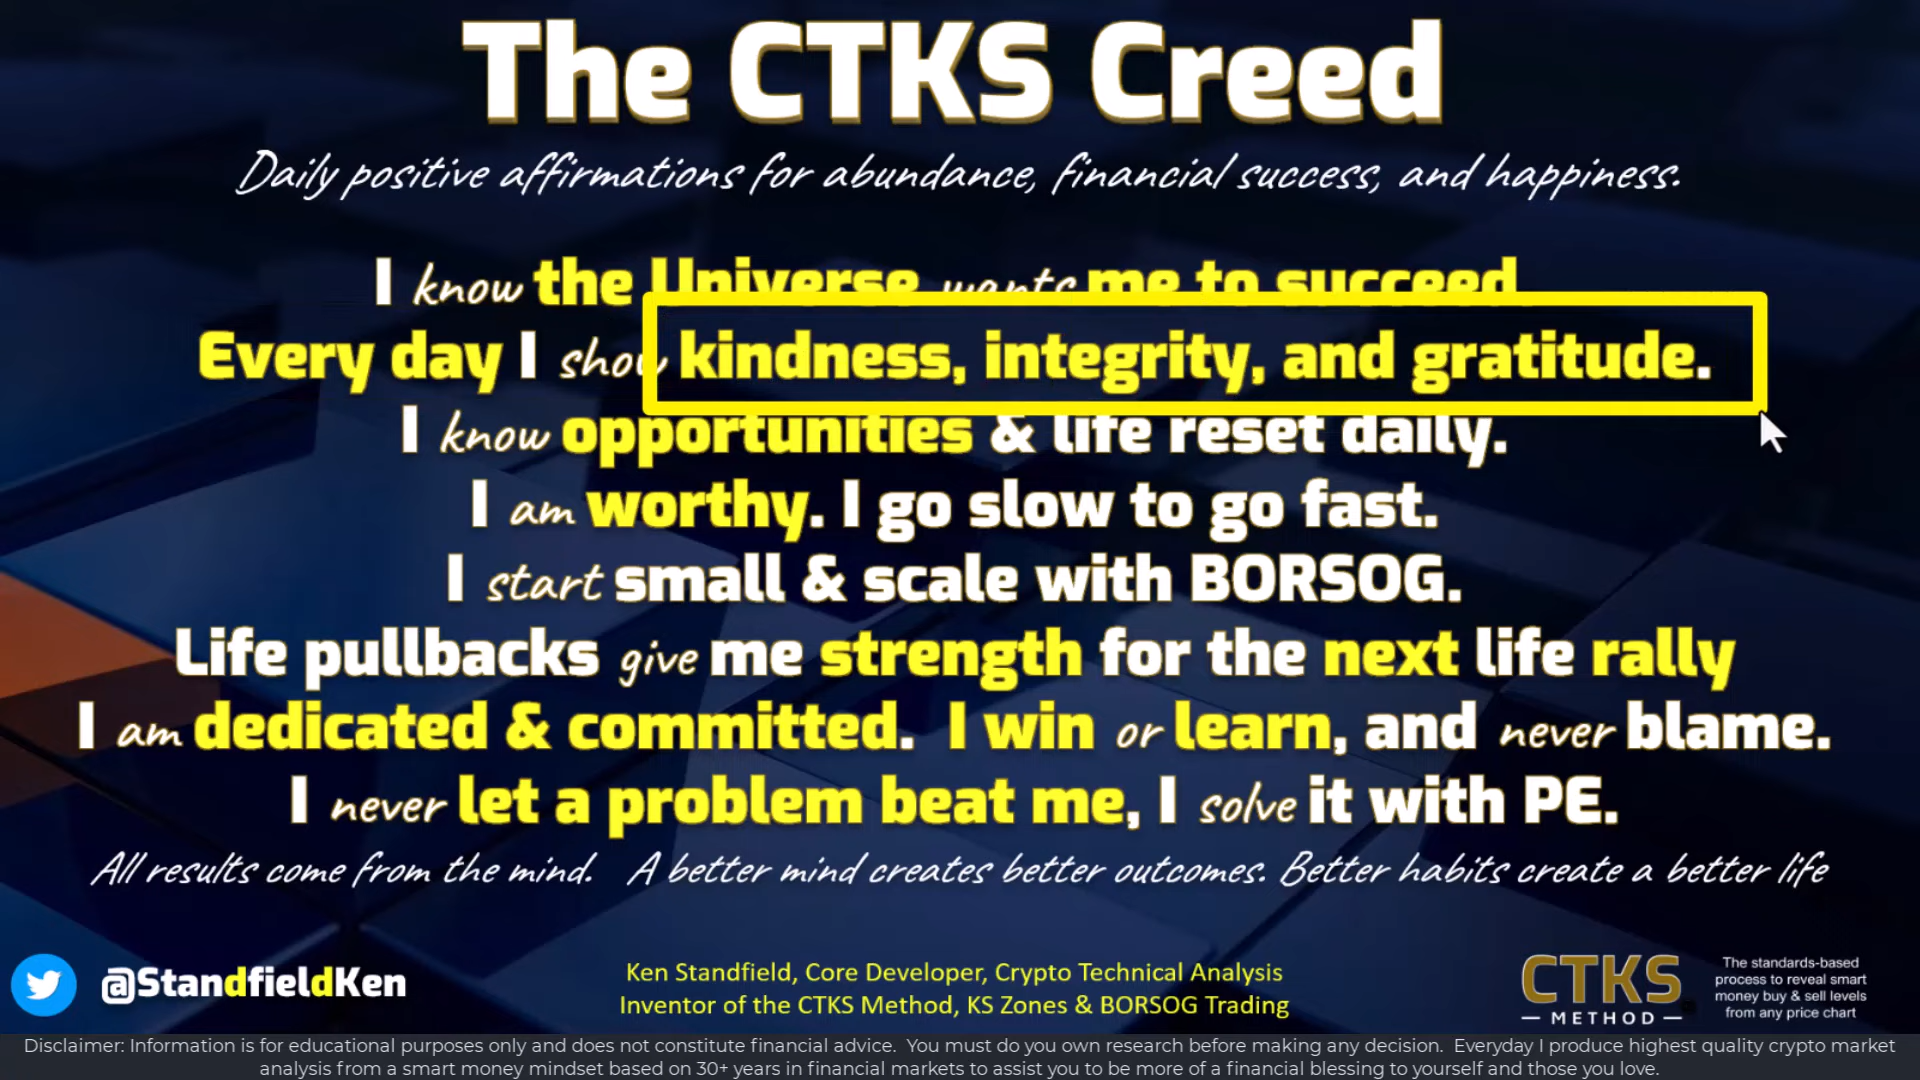 The CTKS Creed
Daily positive affirmations for abundance, financial success, and happiness.
I know the Universe wants me to succeed.
Every day I show kindness, integrity, and gratitude.
I know opportunities & life reset daily.
I am worthy. I go slow to go fast.
I start small & scale with BORSOG.
Life pullbacks give me strength for the next life rally
I am dedicated & committed. I win or learn, and never blame.
I never let a problem beat me, I solve it with PE.
All results come from the mind. A better mind creates better outcomes. Better habits create a better life
@StandfieldKen
Ken Standfield, Core Developer, Crypto Technical Analysis
Inventor of the CTKS Method, KS Zones & BORSOG Trading
CTKS
METHOD
The standards-based
process to reveal smart
money buy & sell levels
from any price chart
Disclaimer: Information is for educational purposes only and does not constitute financial advice. You must do you own research before making any decision. Everyday I produce highest quality crypto market
analysis from a smart money mindset based on 30+ years in financial markets to assist you to be more of a financial blessing to yourself and those you love.